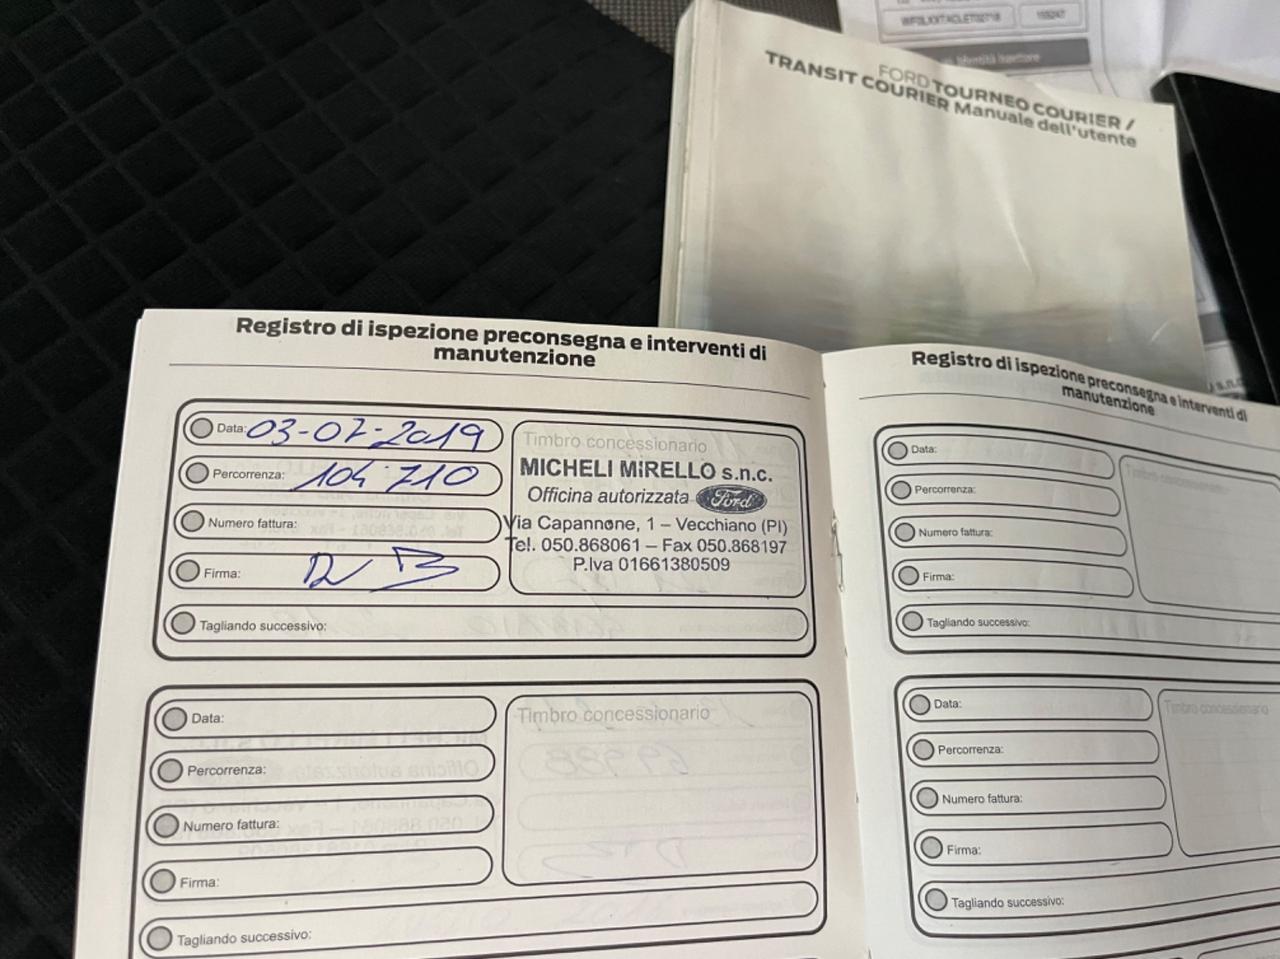 FORD TOURNEO COURIER /
TRANSIT COURIER Manuale dell'utente
Registro di ispezione preconsegna e interventi di
manutenzione
Data: 03-07-2019
Percorrenza: 104.710
Numero fattura:
Firma:
Tagliando successivo:
Timbro concessionario
MICHELI MiRELLO s.n.c.
Officina autorizzata Ford
Via Capannone, 1 – Vecchiano (PI)
Tel. 050.868061 – Fax 050.868197
P.Iva 01661380509
Data:
Percorrenza:
Numero fattura:
Firma:
Tagliando successivo:
Timbro concessionario
Registro di ispezione preconsegna e interventi di
manutenzione
Data:
Percorrenza:
Numero fattura:
Firma:
Tagliando successivo:
Timbro concessionario
Data:
Percorrenza:
Numero fattura:
Firma:
Tagliando successivo:
Timbro concessionario